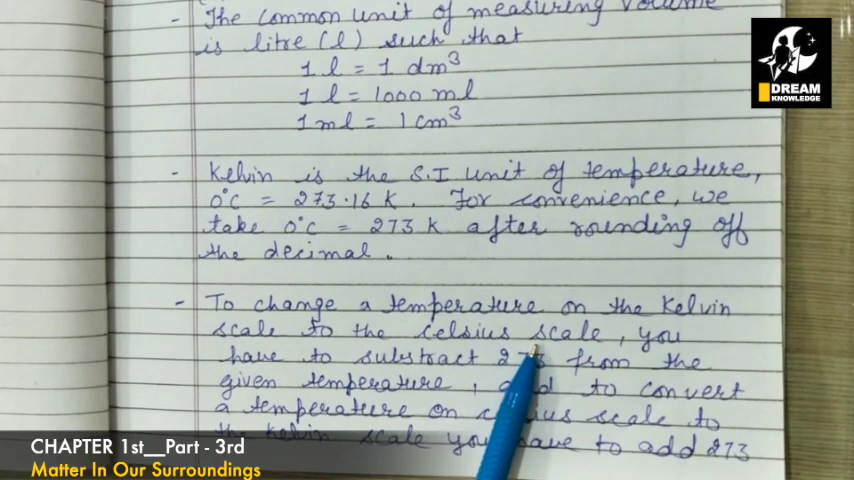 - The common unit of measuring volume
is litre (l) such that
1 l = 1 dm³
1 l = 1000 ml
1 ml = 1 cm³
- Kelvin is the S.I unit of temperature,
0°C = 273.16 K. For convenience, we
take 0°C = 273 K after rounding off
the decimal.
- To change a temperature on the Kelvin
scale to the celsius scale, you
have to substract 273 from the
given temperature, and to convert
a temperature on celsius scale to
the kelvin scale you have to add 273
DREAM
KNOWLEDGE
CHAPTER 1st__Part - 3rd
Matter In Our Surroundings